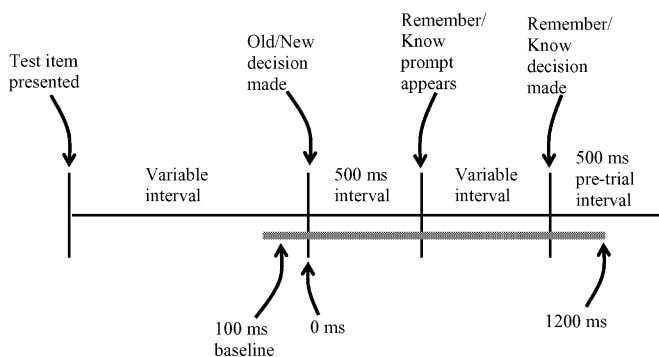 Test item
presented
Old/New
decision
made
Remember/
Know
prompt
appears
Remember/
Know
decision
made
Variable
interval
500 ms
interval
Variable
interval
500 ms
pre-trial
interval
100 ms
baseline
0 ms
1200 ms